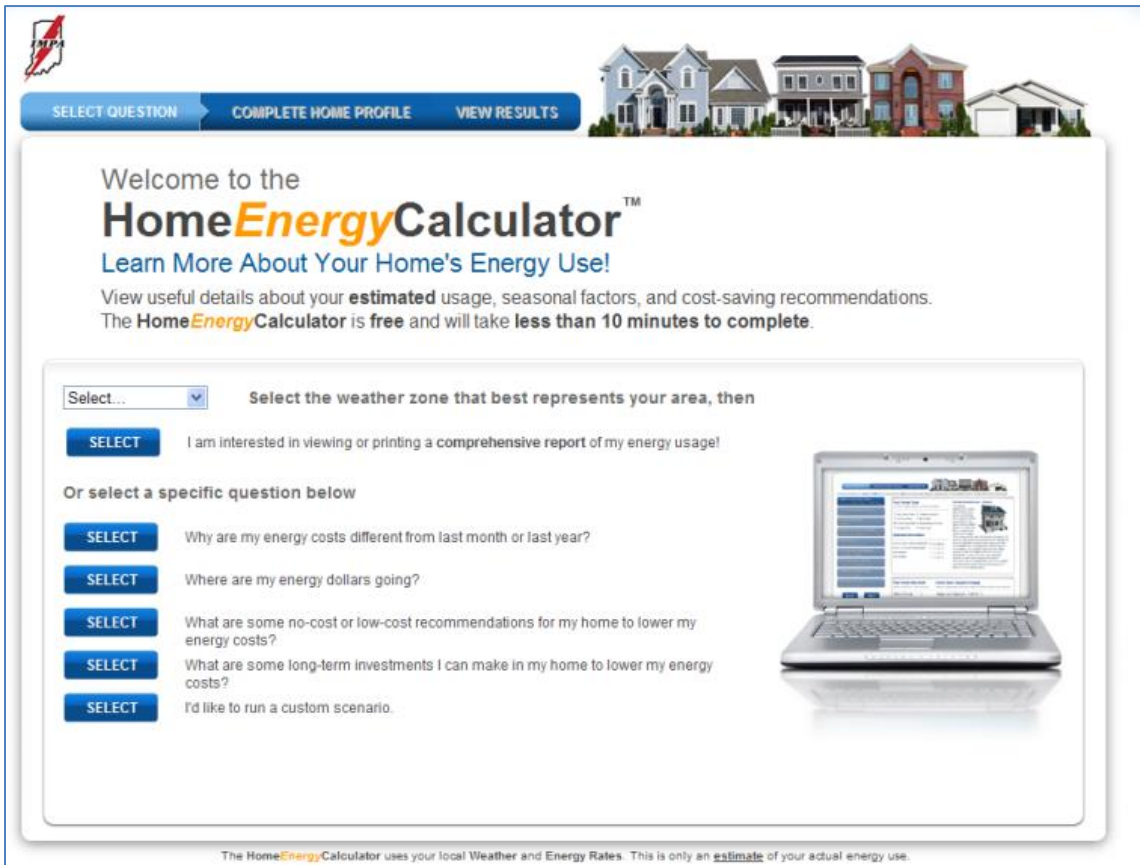 IMPA
SELECT QUESTION
COMPLETE HOME PROFILE
VIEW RESULTS
Welcome to the
HomeEnergyCalculator™
Learn More About Your Home's Energy Use!
View useful details about your estimated usage, seasonal factors, and cost-saving recommendations.
The HomeEnergyCalculator is free and will take less than 10 minutes to complete.
Select...
Select the weather zone that best represents your area, then
SELECT
I am interested in viewing or printing a comprehensive report of my energy usage!
Or select a specific question below
SELECT
Why are my energy costs different from last month or last year?
SELECT
Where are my energy dollars going?
SELECT
What are some no-cost or low-cost recommendations for my home to lower my
energy costs?
SELECT
What are some long-term investments I can make in my home to lower my energy
costs?
SELECT
I'd like to run a custom scenario.
The HomeEnergyCalculator uses your local Weather and Energy Rates. This is only an estimate of your actual energy use.